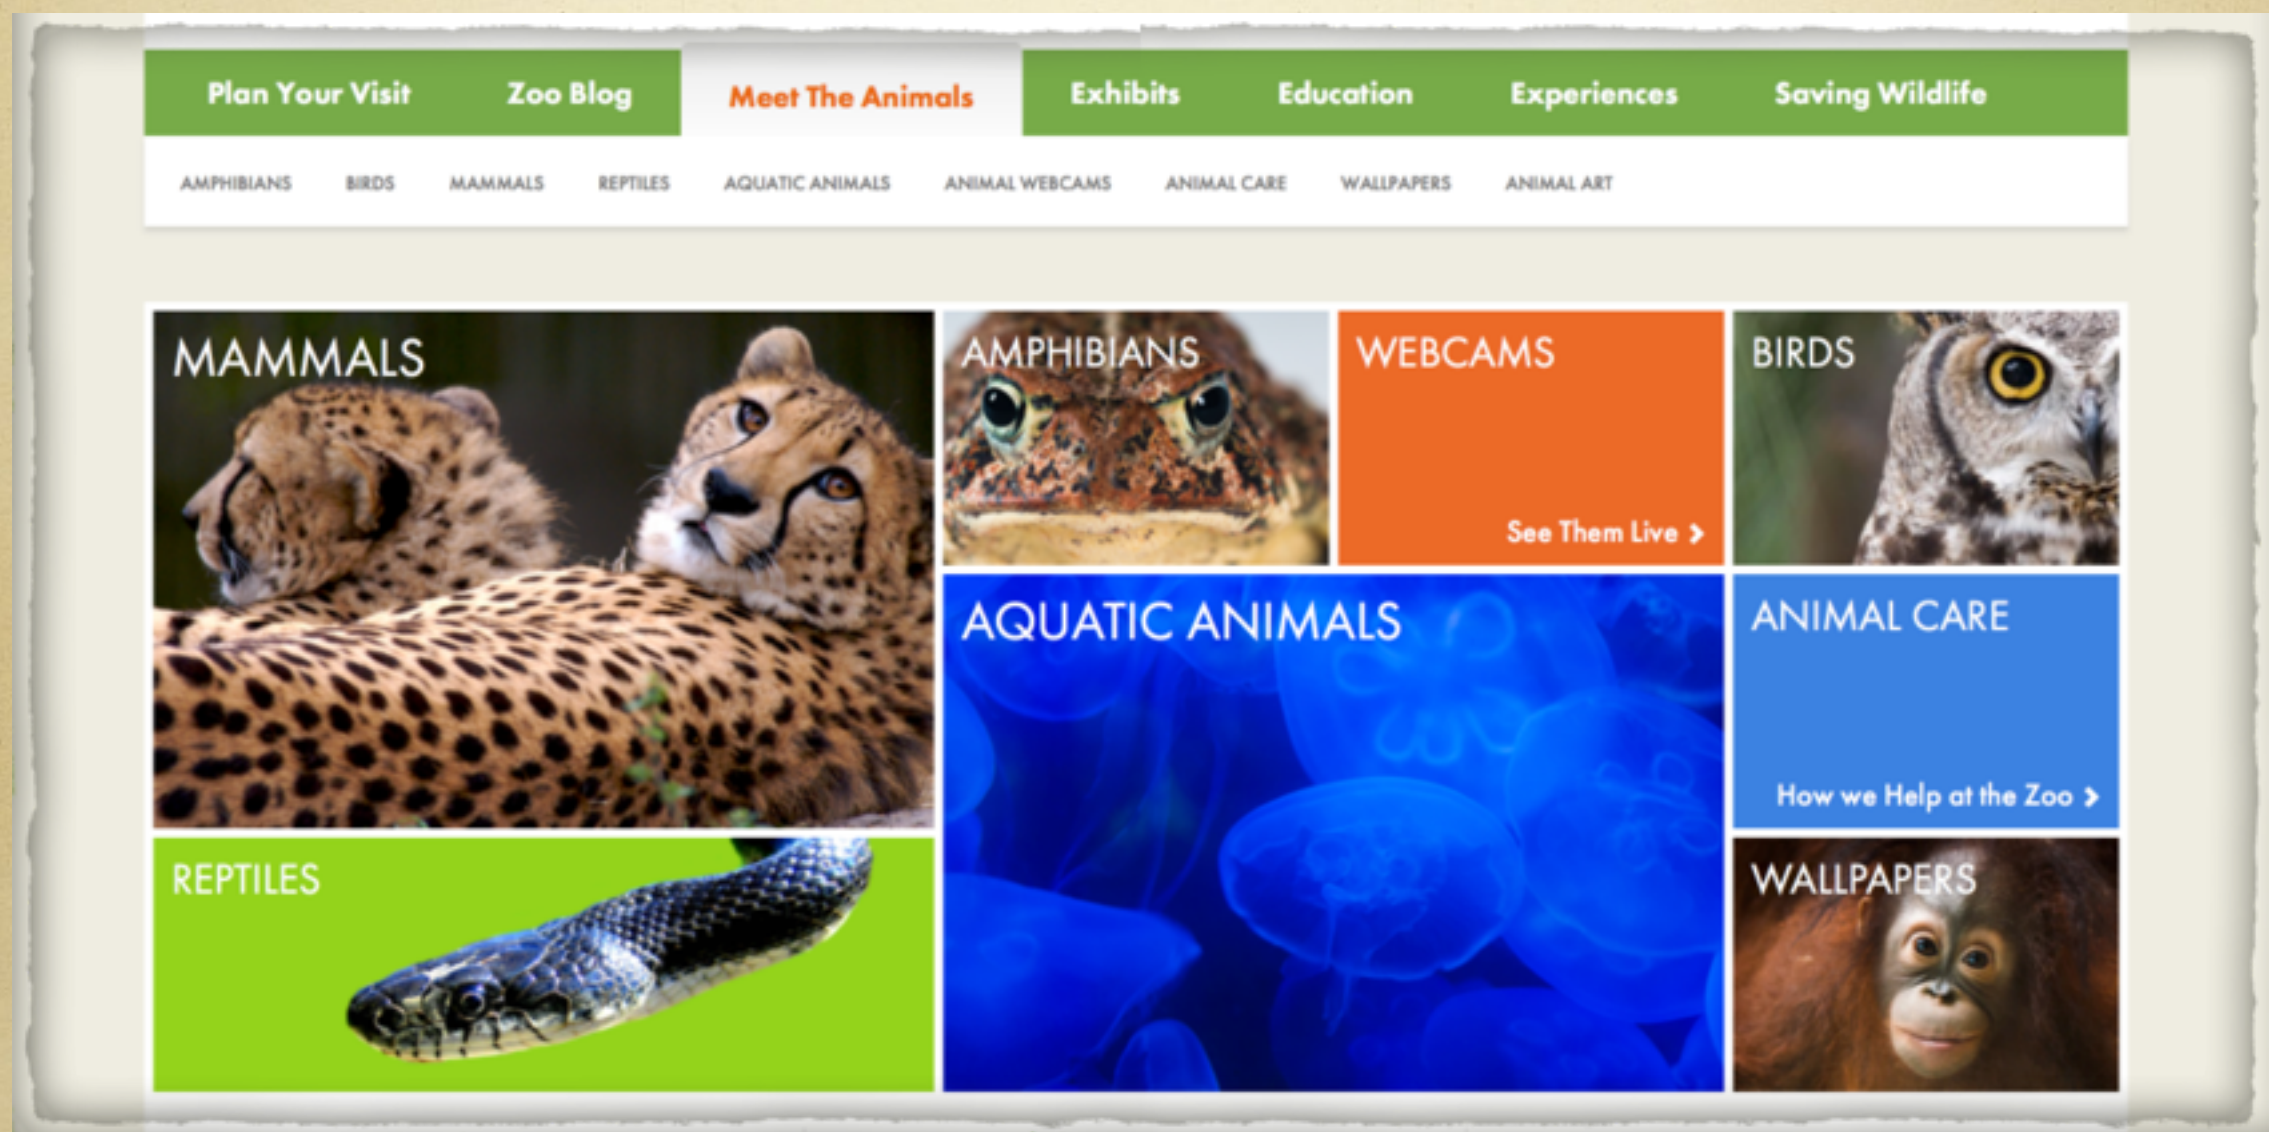 Plan Your Visit Zoo Blog Meet The Animals Exhibits Education Experiences Saving Wildlife
AMPHIBIANS BIRDS MAMMALS REPTILES AQUATIC ANIMALS ANIMAL WEBCAMS ANIMAL CARE WALLPAPERS ANIMAL ART
MAMMALS
AMPHIBIANS
WEBCAMS
See Them Live >
BIRDS
AQUATIC ANIMALS
ANIMAL CARE
How we Help at the Zoo >
REPTILES
WALLPAPERS